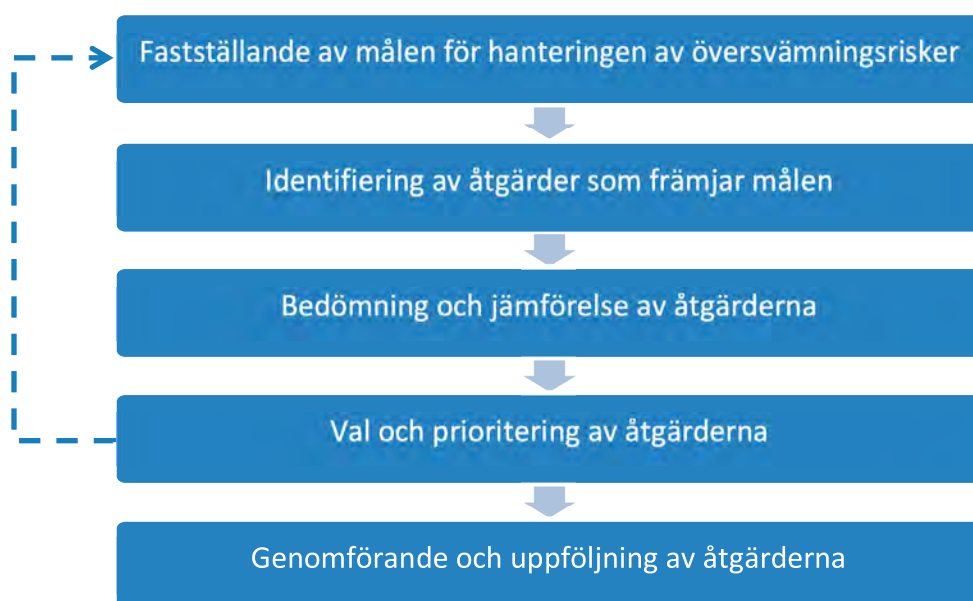 Fastställande av målen för hanteringen av översvämningsrisker
Identifiering av åtgärder som främjar målen
Bedömning och jämförelse av åtgärderna
Val och prioritering av åtgärderna
Genomförande och uppföljning av åtgärderna